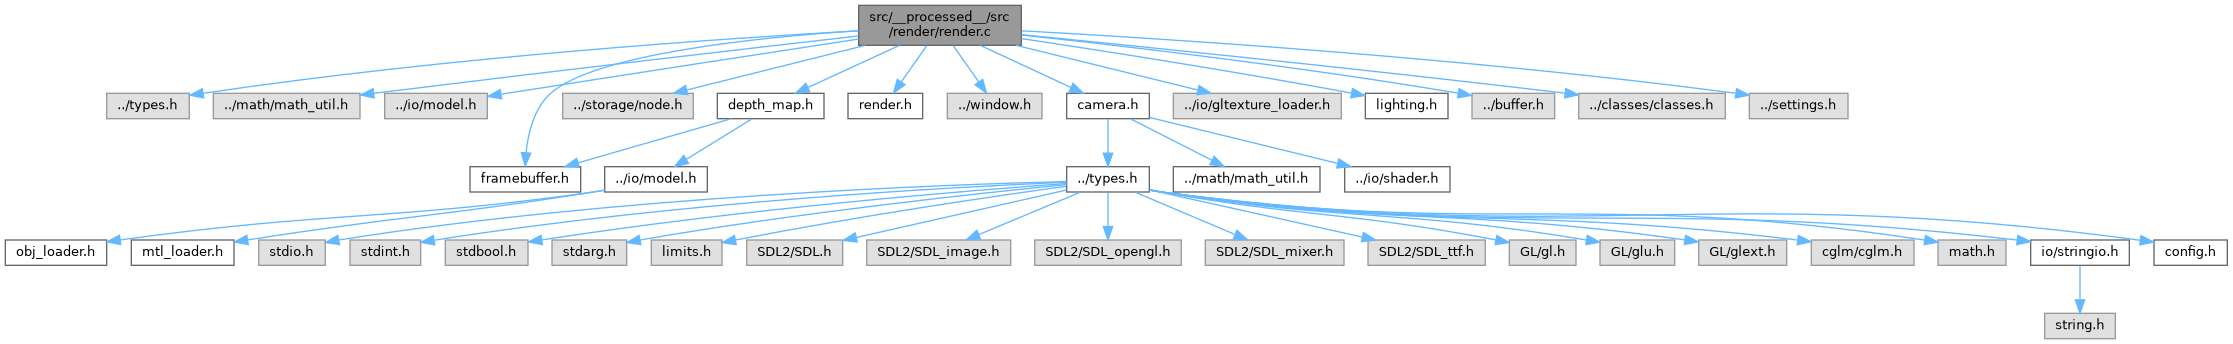 src/__processed__/src
/render/render.c
../types.h
../math/math_util.h
../io/model.h
../storage/node.h
depth_map.h
render.h
../window.h
camera.h
../io/gltexture_loader.h
lighting.h
../buffer.h
../classes/classes.h
../settings.h
framebuffer.h
../io/model.h
../types.h
../math/math_util.h
../io/shader.h
obj_loader.h
mtl_loader.h
stdio.h
stdint.h
stdbool.h
stdarg.h
limits.h
SDL2/SDL.h
SDL2/SDL_image.h
SDL2/SDL_opengl.h
SDL2/SDL_mixer.h
SDL2/SDL_ttf.h
GL/gl.h
GL/glu.h
GL/glext.h
cglm/cglm.h
math.h
io/stringio.h
config.h
string.h